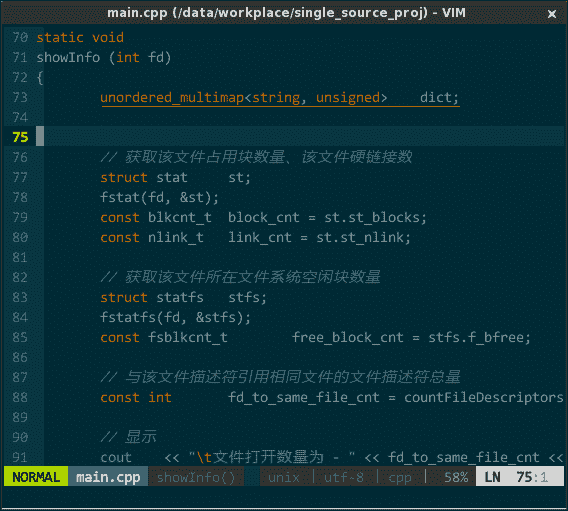 main.cpp (/data/workplace/single_source_proj) - VIM ×
70 static void
71 showInfo (int fd)
72 {
73 unordered_multimap<string, unsigned> dict;
74
75
76 // 获取该文件占用块数量、该文件硬链接数
77 struct stat st;
78 fstat(fd, &st);
79 const blkcnt_t block_cnt = st.st_blocks;
80 const nlink_t link_cnt = st.st_nlink;
81
82 // 获取该文件所在文件系统空闲块数量
83 struct statfs stfs;
84 fstatfs(fd, &stfs);
85 const fsblkcnt_t free_block_cnt = stfs.f_bfree;
86
87 // 与该文件描述符引用相同文件的文件描述符总量
88 const int fd_to_same_file_cnt = countFileDescriptors
89
90 // 显示
91 cout << "\t文件打开数量为 - " << fd_to_same_file_cnt <<
NORMAL main.cpp showInfo() unix | utf-8 | cpp | 58% LN 75:1